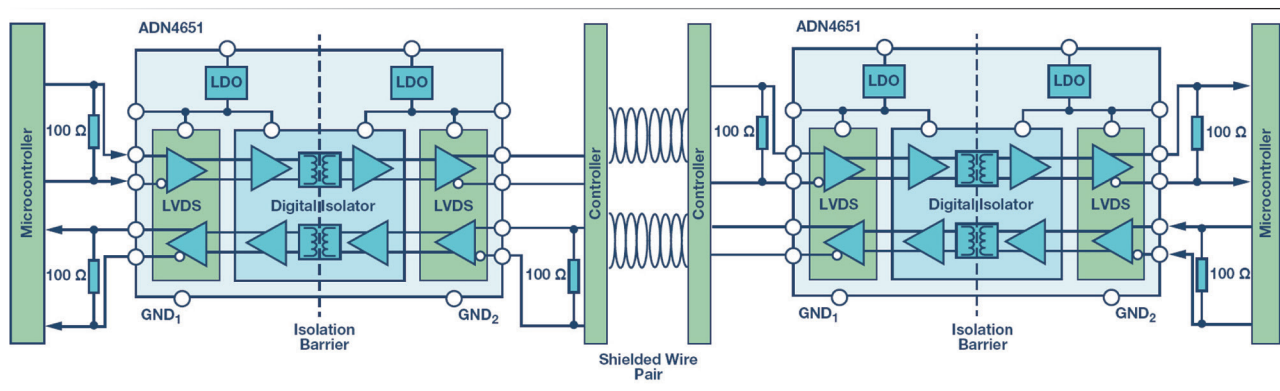 ADN4651
ADN4651
LDO
LDO
LDO
LDO
100 Ω
100 Ω
100 Ω
Microcontroller
Controller
Controller
Microcontroller
LVDS
Digital Isolator
LVDS
LVDS
Digital Isolator
LVDS
100 Ω
100 Ω
100 Ω
GND1
GND2
GND1
GND2
Isolation
Barrier
Isolation
Barrier
Shielded Wire
Pair